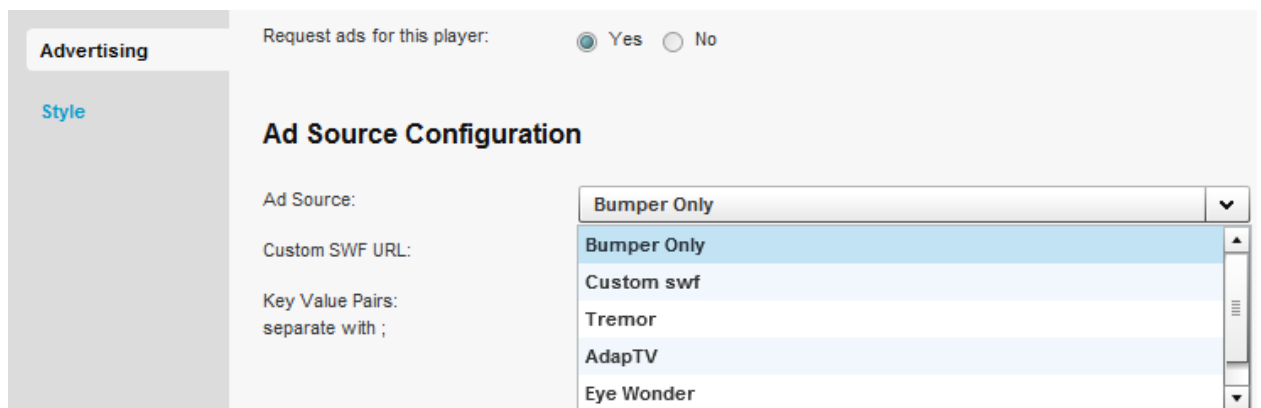 Advertising
Style
Request ads for this player:
Yes
No
Ad Source Configuration
Ad Source:
Bumper Only
Custom SWF URL:
Key Value Pairs:
separate with ;
Bumper Only
Custom swf
Tremor
AdapTV
Eye Wonder